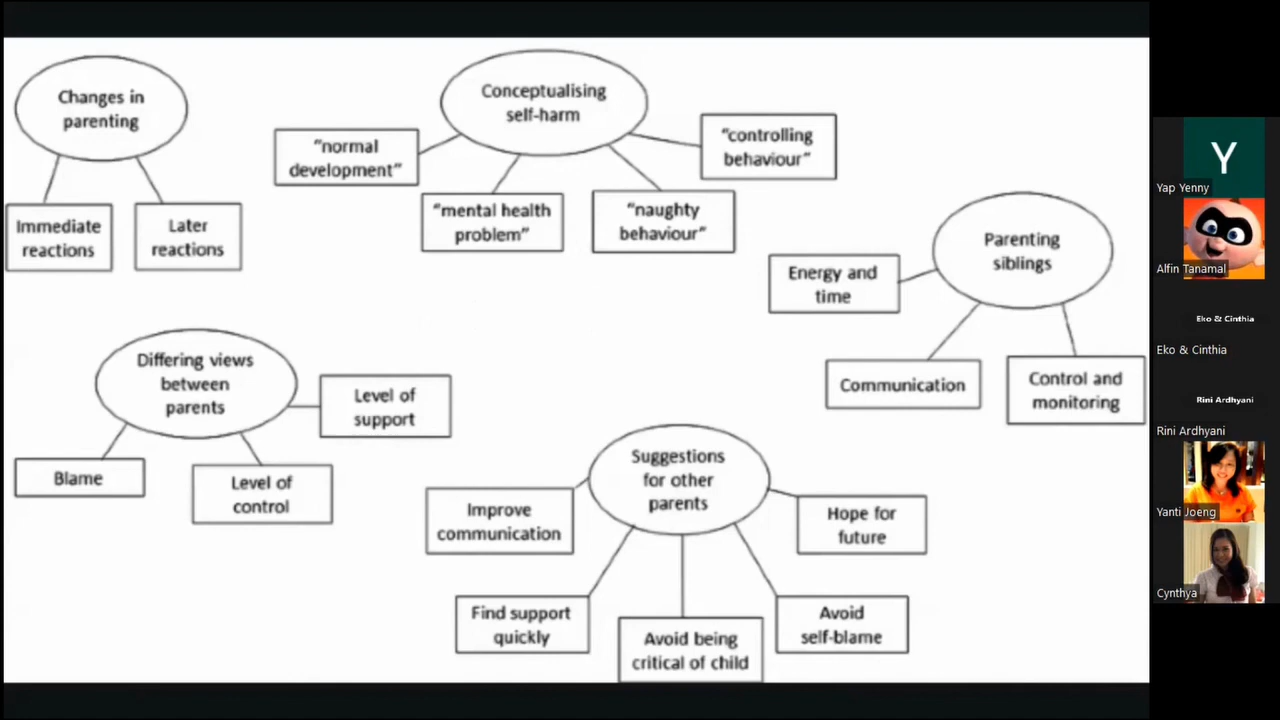 Changes in
parenting
Immediate
reactions
Later
reactions
Conceptualising
self-harm
"normal
development"
"mental health
problem"
"naughty
behaviour"
"controlling
behaviour"
Parenting
siblings
Energy and
time
Communication
Control and
monitoring
Differing views
between
parents
Blame
Level of
control
Level of
support
Suggestions
for other
parents
Improve
communication
Find support
quickly
Avoid being
critical of child
Avoid
self-blame
Hope for
future
Y
Yap Yenny
Alfin Tanamal
Eko & Cinthia
Eko & Cinthia
Rini Ardhyani
Rini Ardhyani
Yanti Joeng
Cynthya